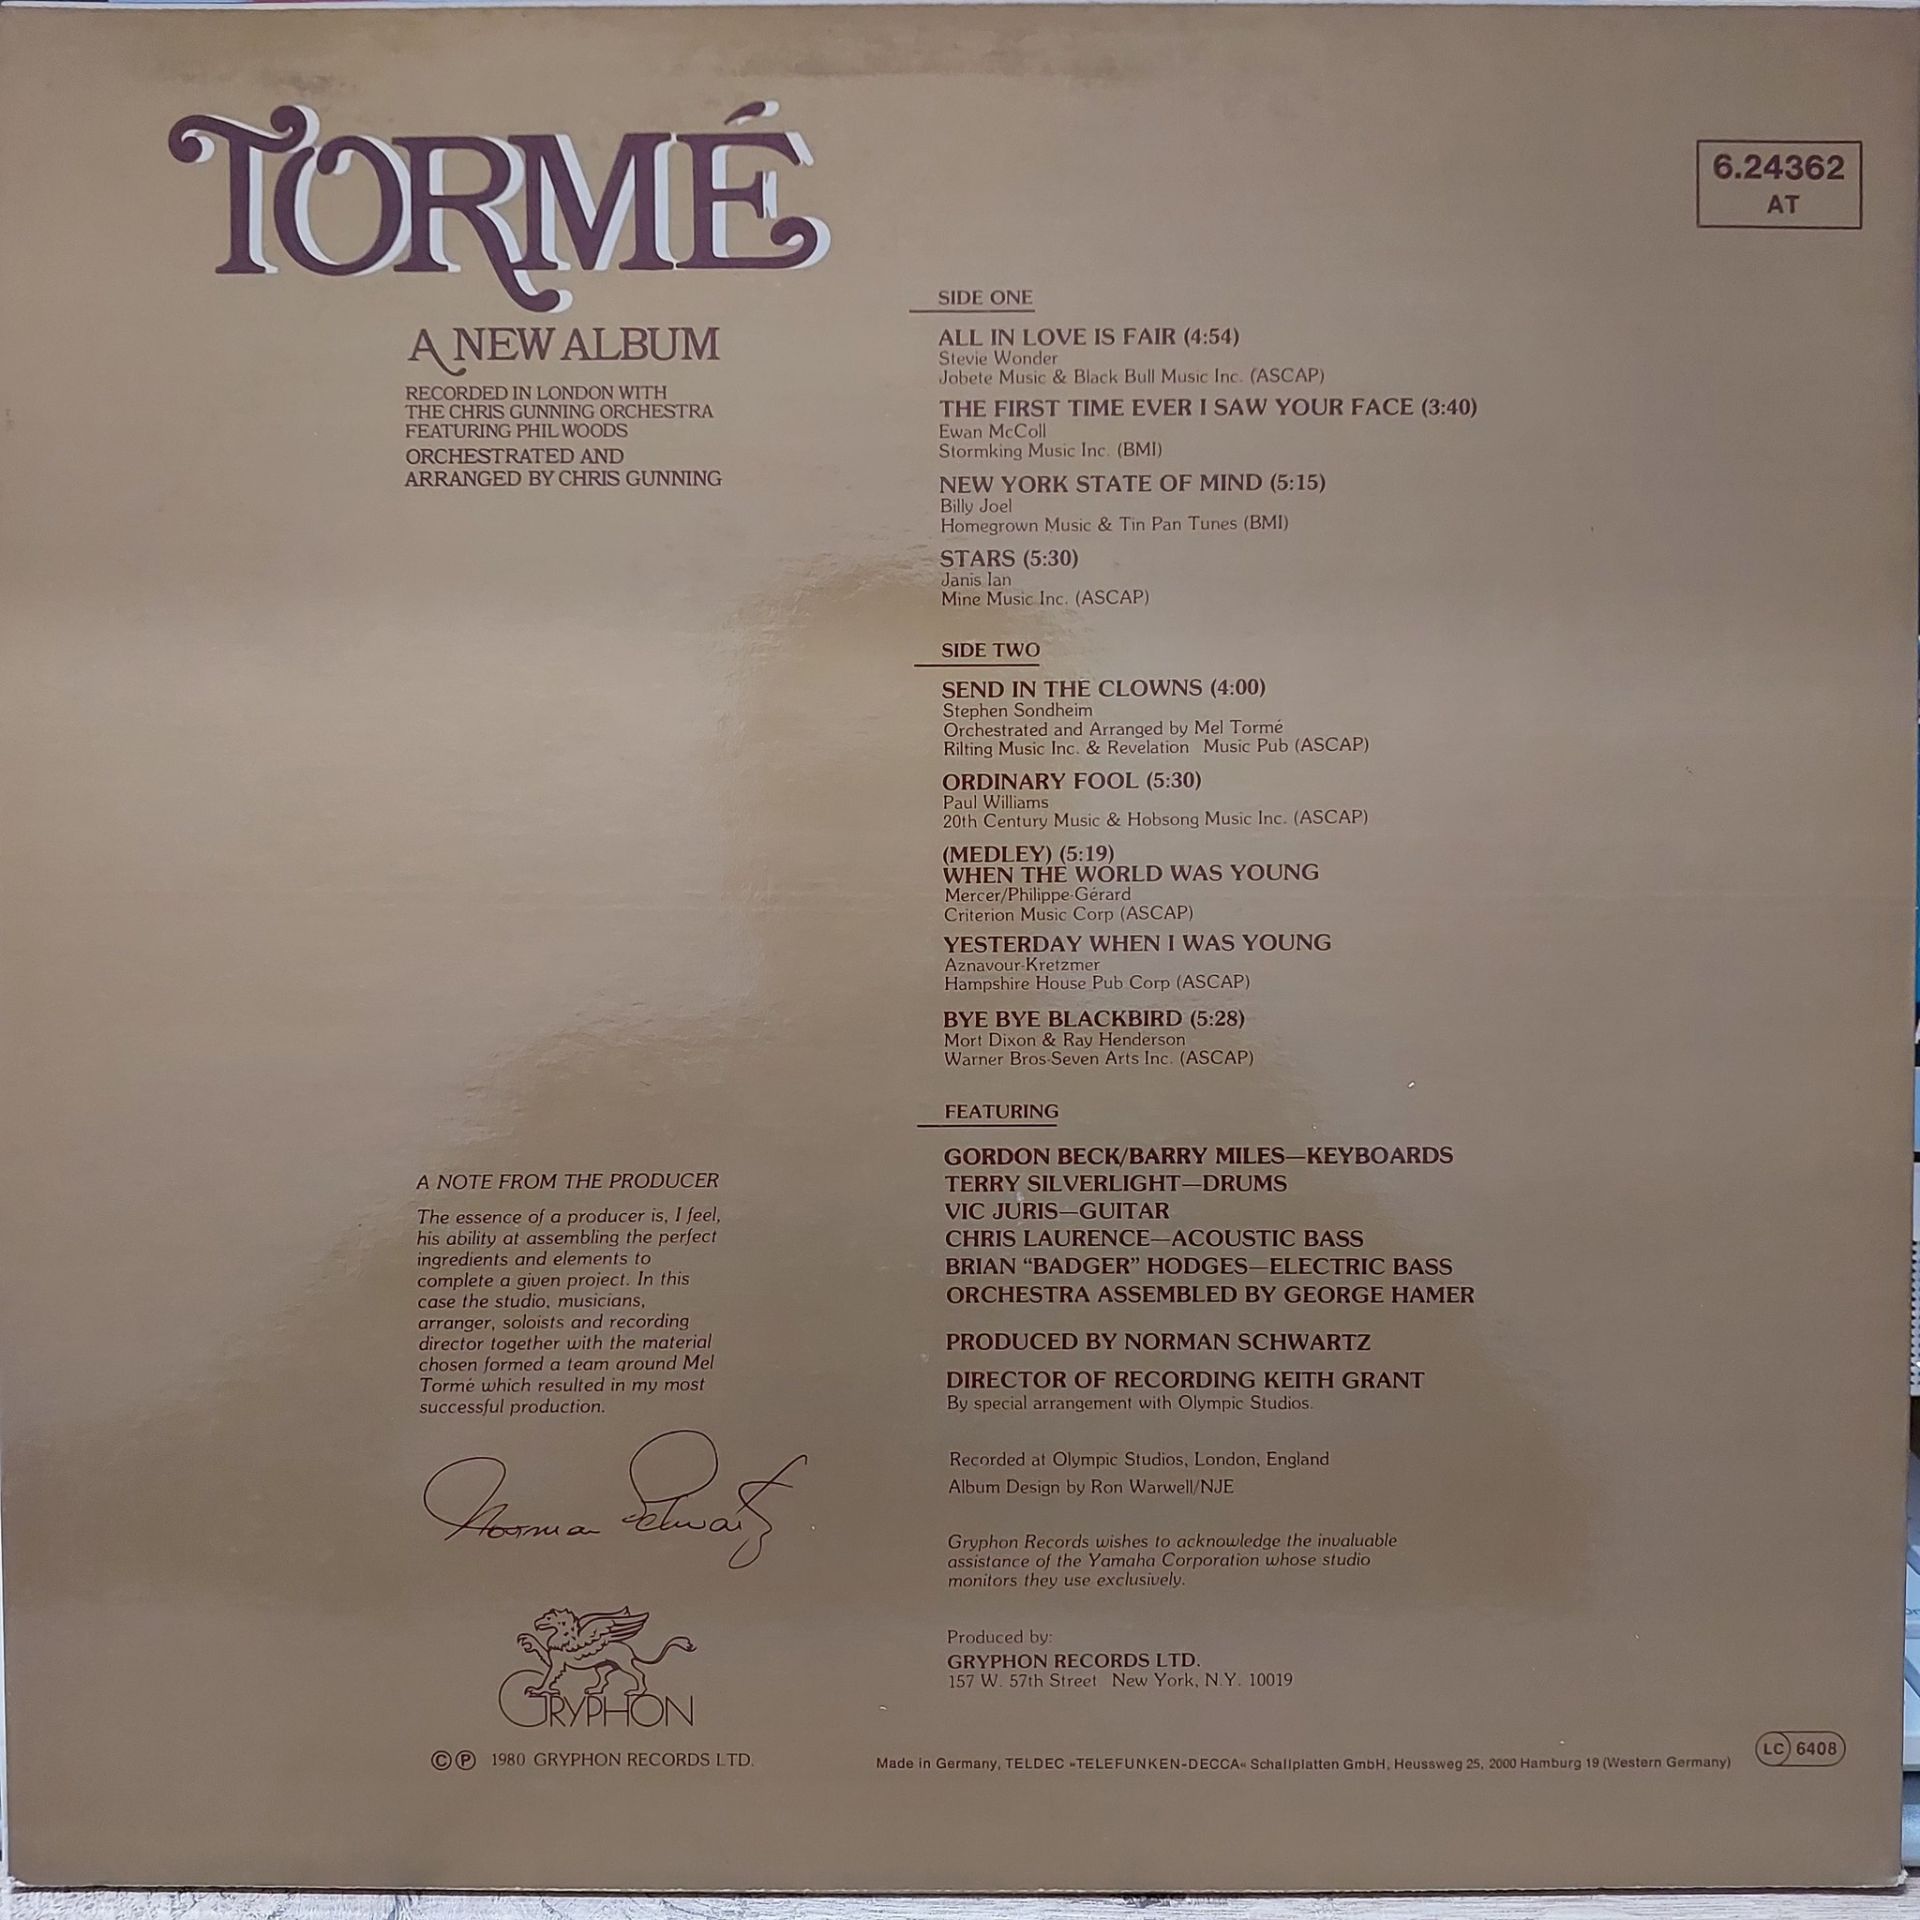 TORMÉ
A NEW ALBUM
RECORDED IN LONDON WITH
THE CHRIS GUNNING ORCHESTRA
FEATURING PHIL WOODS
ORCHESTRATED AND
ARRANGED BY CHRIS GUNNING
6.24362
AT
SIDE ONE
ALL IN LOVE IS FAIR (4:54)
Stevie Wonder
Jobete Music & Black Bull Music Inc. (ASCAP)
THE FIRST TIME EVER I SAW YOUR FACE (3:40)
Ewan McColl
Stormking Music Inc. (BMI)
NEW YORK STATE OF MIND (5:15)
Billy Joel
Homegrown Music & Tin Pan Tunes (BMI)
STARS (5:30)
Janis Ian
Mine Music Inc. (ASCAP)
SIDE TWO
SEND IN THE CLOWNS (4:00)
Stephen Sondheim
Orchestrated and Arranged by Mel Tormé
Rilting Music Inc. & Revelation Music Pub (ASCAP)
ORDINARY FOOL (5:30)
Paul Williams
20th Century Music & Hobsong Music Inc. (ASCAP)
(MEDLEY) (5:19)
WHEN THE WORLD WAS YOUNG
Mercer/Philippe-Gérard
Criterion Music Corp (ASCAP)
YESTERDAY WHEN I WAS YOUNG
Aznavour-Kretzmer
Hampshire House Pub Corp (ASCAP)
BYE BYE BLACKBIRD (5:28)
Mort Dixon & Ray Henderson
Warner Bros-Seven Arts Inc. (ASCAP)
FEATURING
GORDON BECK/BARRY MILES—KEYBOARDS
TERRY SILVERLIGHT—DRUMS
VIC JURIS—GUITAR
CHRIS LAURENCE—ACOUSTIC BASS
BRIAN “BADGER” HODGES—ELECTRIC BASS
ORCHESTRA ASSEMBLED BY GEORGE HAMER
PRODUCED BY NORMAN SCHWARTZ
DIRECTOR OF RECORDING KEITH GRANT
By special arrangement with Olympic Studios.
Recorded at Olympic Studios, London, England
Album Design by Ron Warwell/NJE
Gryphon Records wishes to acknowledge the invaluable
assistance of the Yamaha Corporation whose studio
monitors they use exclusively.
Produced by:
GRYPHON RECORDS LTD.
157 W. 57th Street New York, N.Y. 10019
A NOTE FROM THE PRODUCER
The essence of a producer is, I feel,
his ability at assembling the perfect
ingredients and elements to
complete a given project. In this
case the studio, musicians,
arranger, soloists and recording
director together with the material
chosen formed a team around Mel
Tormé which resulted in my most
successful production.
Norman Schwartz
GRYPHON
©℗ 1980 GRYPHON RECORDS LTD.
Made in Germany, TELDEC »TELEFUNKEN-DECCA« Schallplatten GmbH, Heussweg 25, 2000 Hamburg 19 (Western Germany)
LC 6408